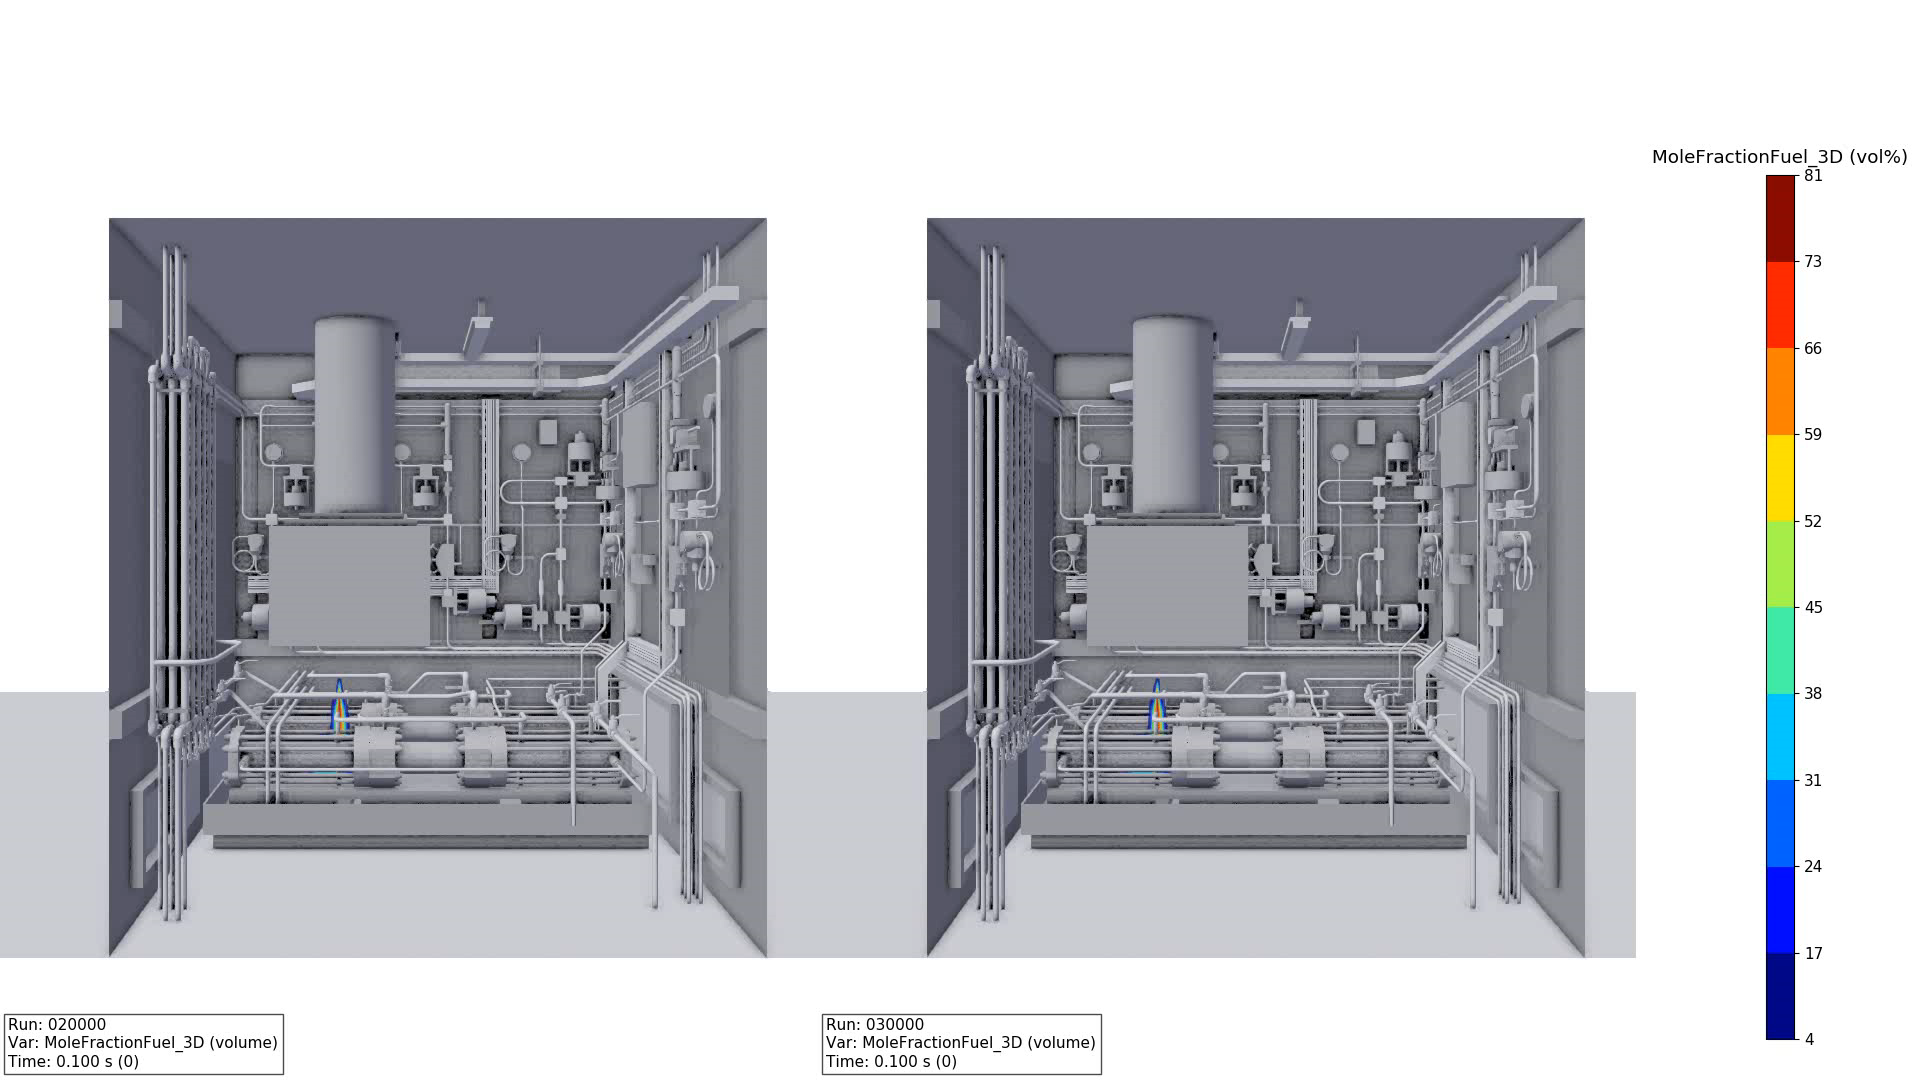 MoleFractionFuel_3D (vol%)
81
73
66
59
52
45
38
31
24
17
4
Run: 020000
Var: MoleFractionFuel_3D (volume)
Time: 0.100 s (0)
Run: 030000
Var: MoleFractionFuel_3D (volume)
Time: 0.100 s (0)